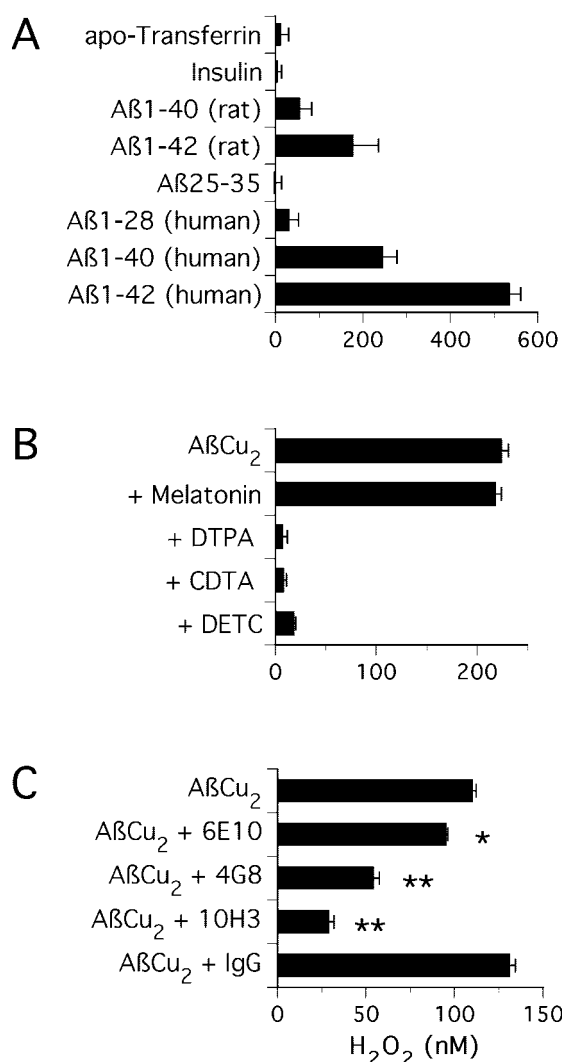 A
apo-Transferrin
Insulin
Aß1-40 (rat)
Aß1-42 (rat)
Aß25-35
Aß1-28 (human)
Aß1-40 (human)
Aß1-42 (human)
0 200 400 600
B
AßCu₂
+ Melatonin
+ DTPA
+ CDTA
+ DETC
0 100 200
C
AßCu₂
AßCu₂ + 6E10 *
AßCu₂ + 4G8 **
AßCu₂ + 10H3 **
AßCu₂ + IgG
0 50 100 150
H₂O₂ (nM)